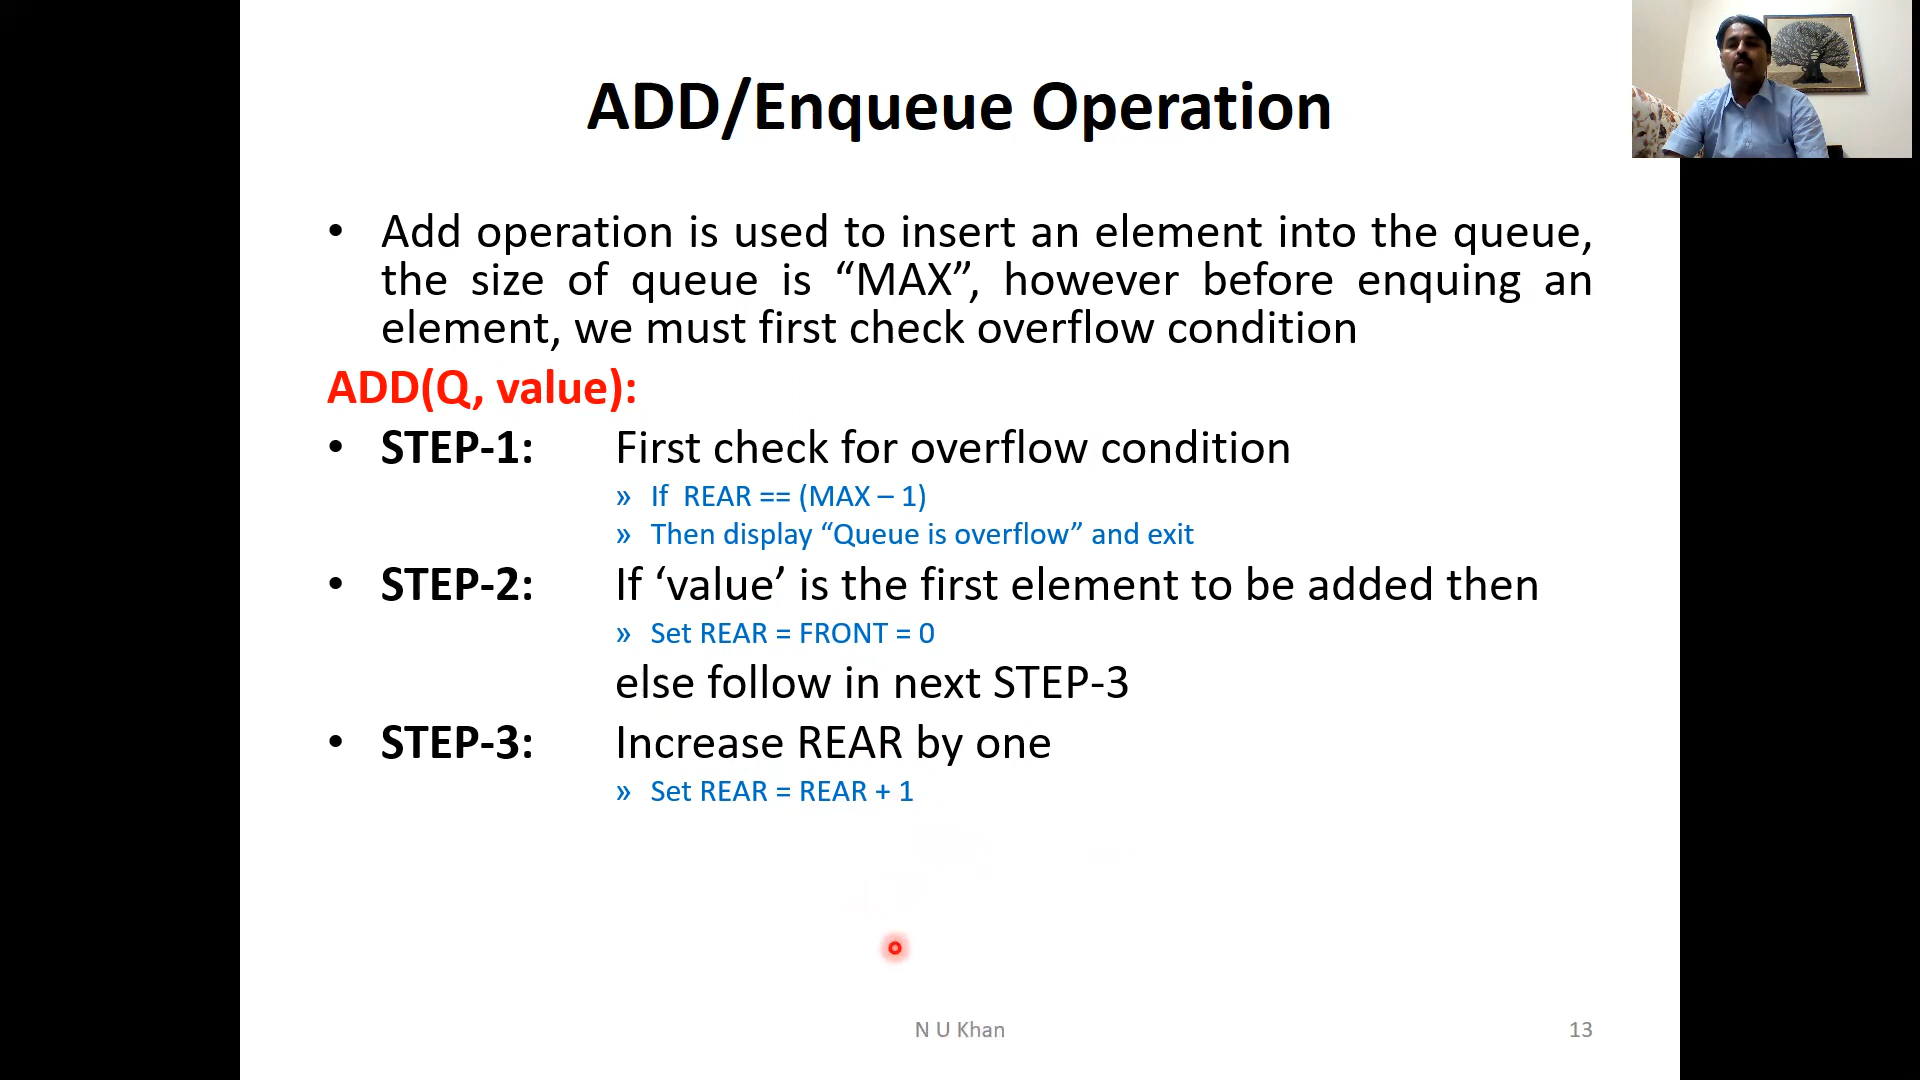 ADD/Enqueue Operation
• Add operation is used to insert an element into the queue,
the size of queue is “MAX”, however before enquing an
element, we must first check overflow condition
ADD(Q, value):
• STEP-1: First check for overflow condition
» If REAR == (MAX – 1)
» Then display “Queue is overflow” and exit
• STEP-2: If ‘value’ is the first element to be added then
» Set REAR = FRONT = 0
else follow in next STEP-3
• STEP-3: Increase REAR by one
» Set REAR = REAR + 1
N U Khan 13